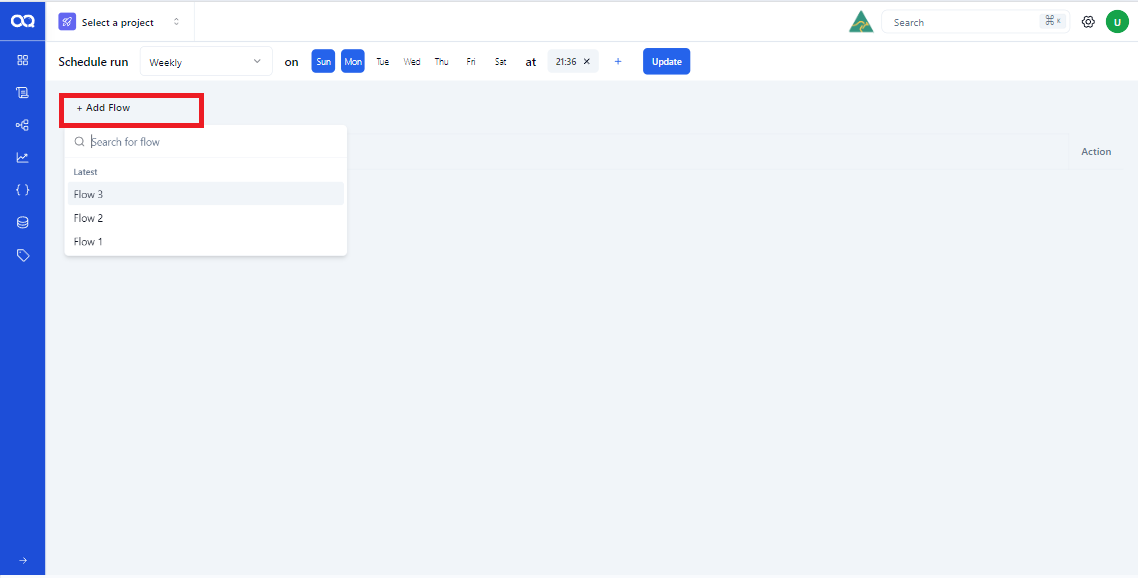 Select a project
Search
⌘ K
U
Schedule run
Weekly
on
Sun
Mon
Tue
Wed
Thu
Fri
Sat
at
21:36 ×
+
Update
+ Add Flow
Search for flow
Action
Latest
Flow 3
Flow 2
Flow 1